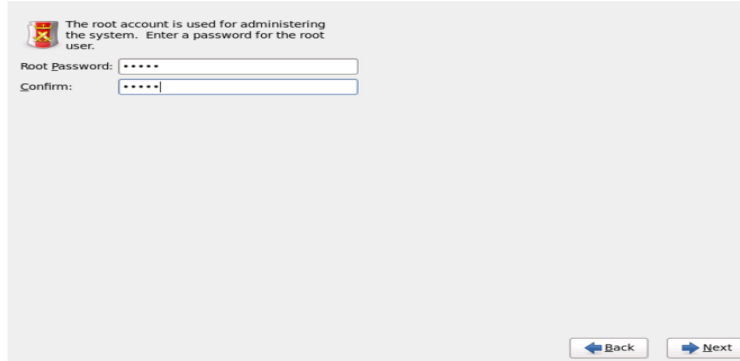 The root account is used for administering
the system.  Enter a password for the root
user.
Root Password: •••••
Confirm: •••••
Back Next